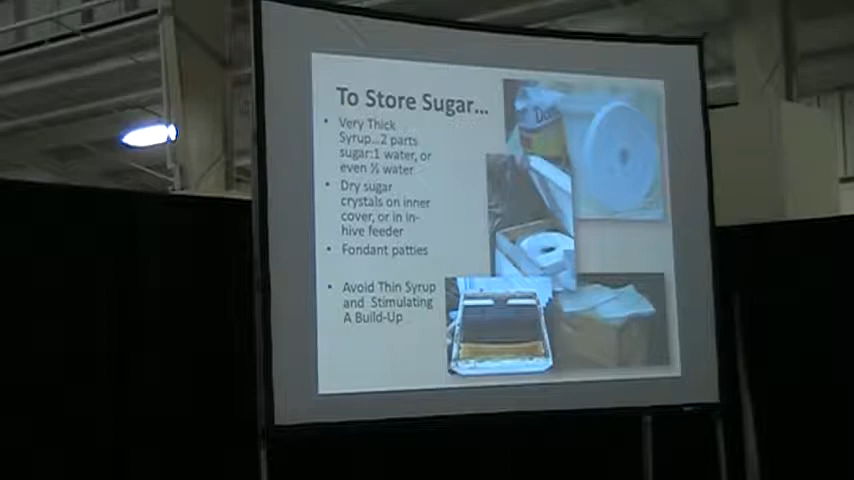 To Store Sugar...
• Very Thick
Syrup...2 parts
sugar:1 water, or
even ½ water
• Dry sugar
crystals on inner
cover, or in in-
hive feeder
• Fondant patties
• Avoid Thin Syrup
and Stimulating
A Build-Up